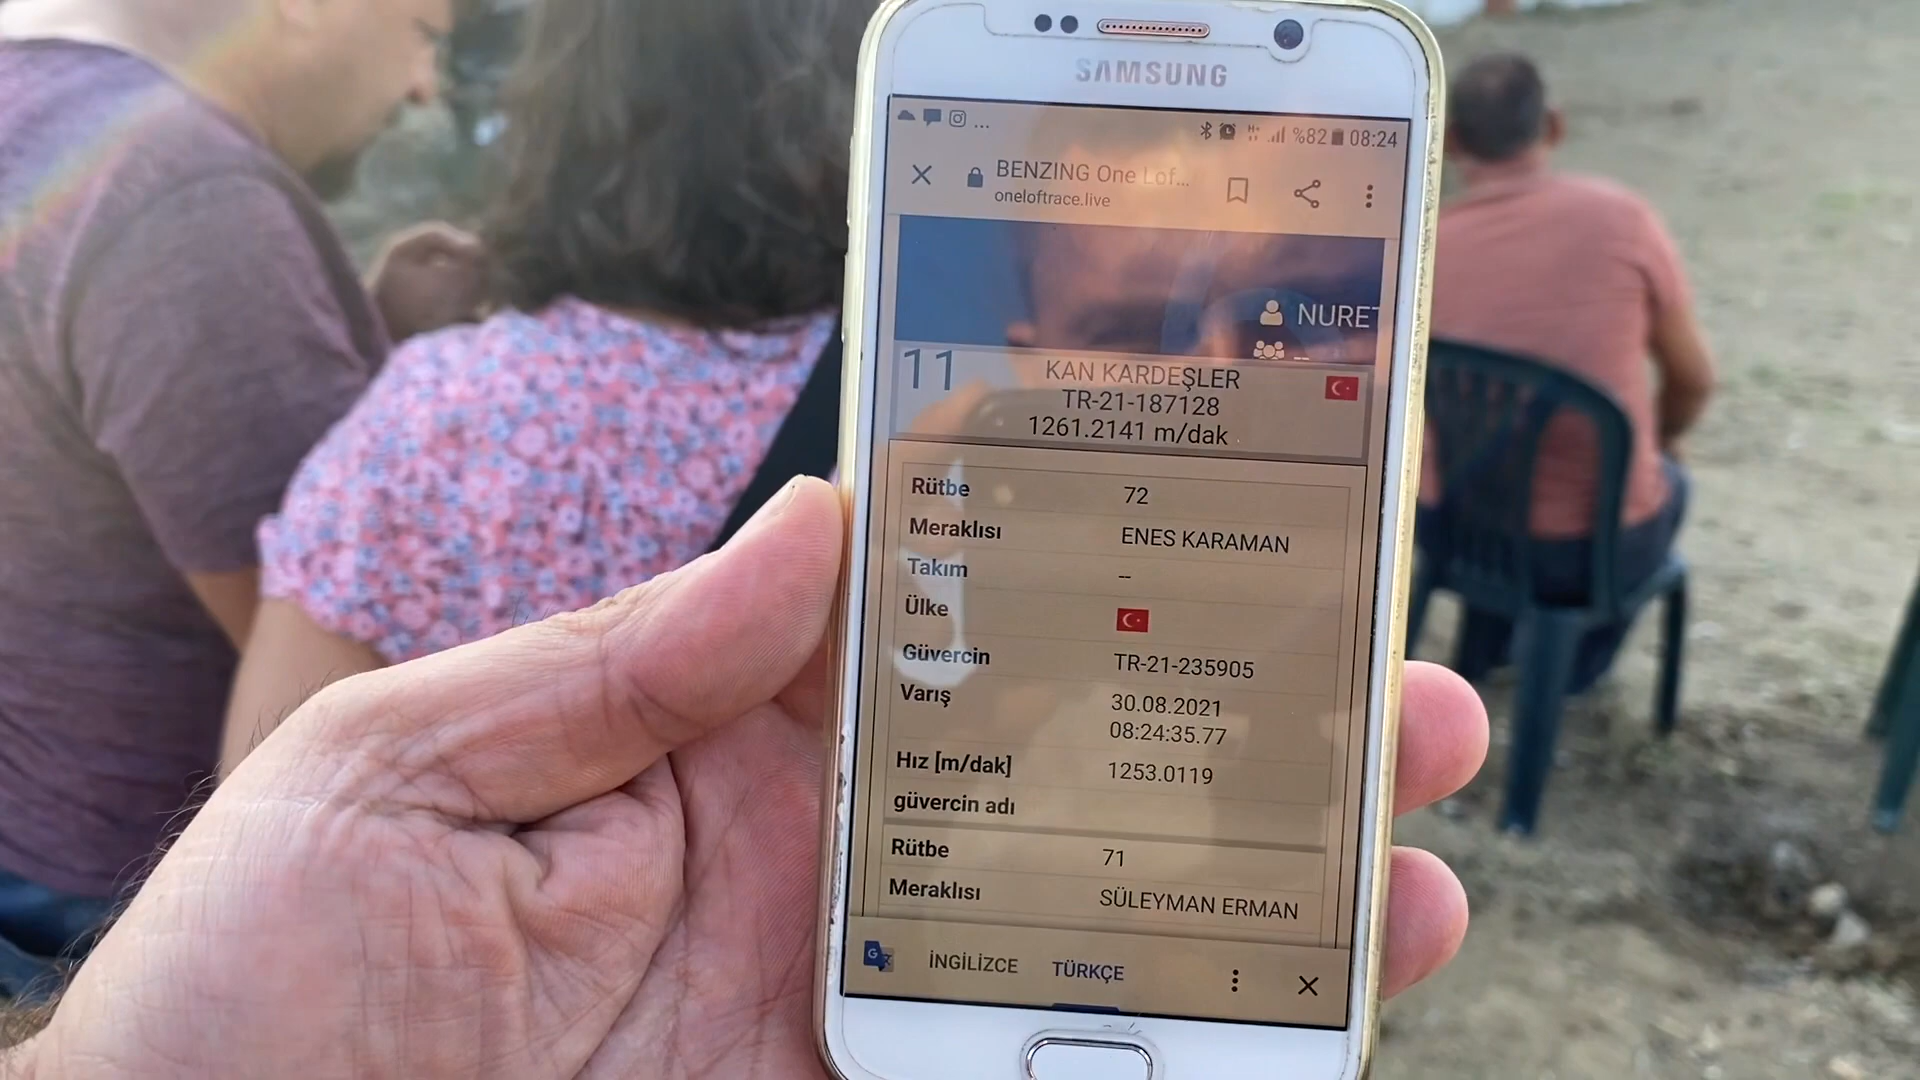 SAMSUNG
... %82 08:24
BENZING One Lof...
oneloftrace.live
NURET
--
11
KAN KARDEŞLER
TR-21-187128
1261.2141 m/dak
Rütbe 72
Meraklısı ENES KARAMAN
Takım --
Ülke
Güvercin TR-21-235905
Varış 30.08.2021
08:24:35.77
Hız [m/dak] 1253.0119
güvercin adı
Rütbe 71
Meraklısı SÜLEYMAN ERMAN
İNGİLİZCE TÜRKÇE